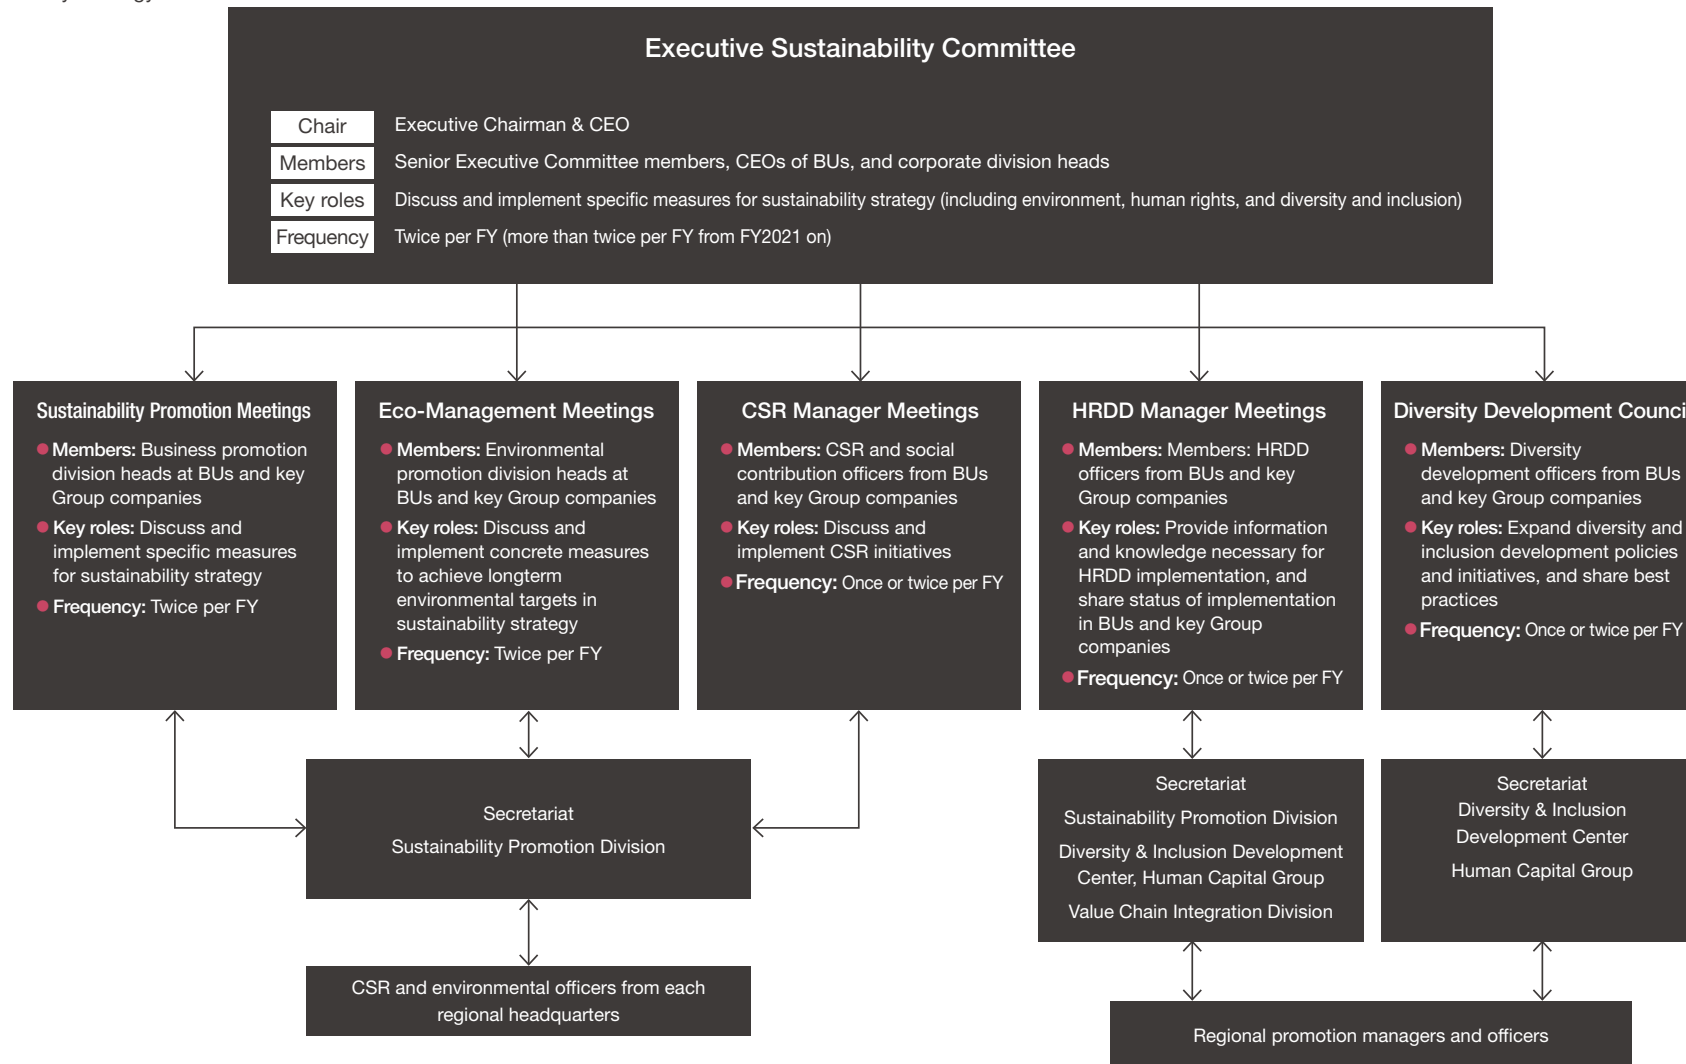 Executive Sustainability Committee
Chair
Executive Chairman & CEO
Members
Senior Executive Committee members, CEOs of BUs, and corporate division heads
Key roles
Discuss and implement specific measures for sustainability strategy (including environment, human rights, and diversity and inclusion)
Frequency
Twice per FY (more than twice per FY from FY2021 on)
Sustainability Promotion Meetings
Members: Business promotion
division heads at BUs and key
Group companies
Key roles: Discuss and
implement specific measures
for sustainability strategy
Frequency: Twice per FY
Eco-Management Meetings
Members: Environmental
promotion division heads at
BUs and key Group companies
Key roles: Discuss and
implement concrete measures
to achieve longterm
environmental targets in
sustainability strategy
Frequency: Twice per FY
CSR Manager Meetings
Members: CSR and social
contribution officers from BUs
and key Group companies
Key roles: Discuss and
implement CSR initiatives
Frequency: Once or twice per FY
HRDD Manager Meetings
Members: Members: HRDD
officers from BUs and key
Group companies
Key roles: Provide information
and knowledge necessary for
HRDD implementation, and
share status of implementation
in BUs and key Group
companies
Frequency: Once or twice per FY
Diversity Development Counci
Members: Diversity
development officers from BUs
and key Group companies
Key roles: Expand diversity and
inclusion development policies
and initiatives, and share best
practices
Frequency: Once or twice per FY
Secretariat
Sustainability Promotion Division
Secretariat
Sustainability Promotion Division
Diversity & Inclusion Development
Center, Human Capital Group
Value Chain Integration Division
Secretariat
Diversity & Inclusion
Development Center
Human Capital Group
CSR and environmental officers from each
regional headquarters
Regional promotion managers and officers